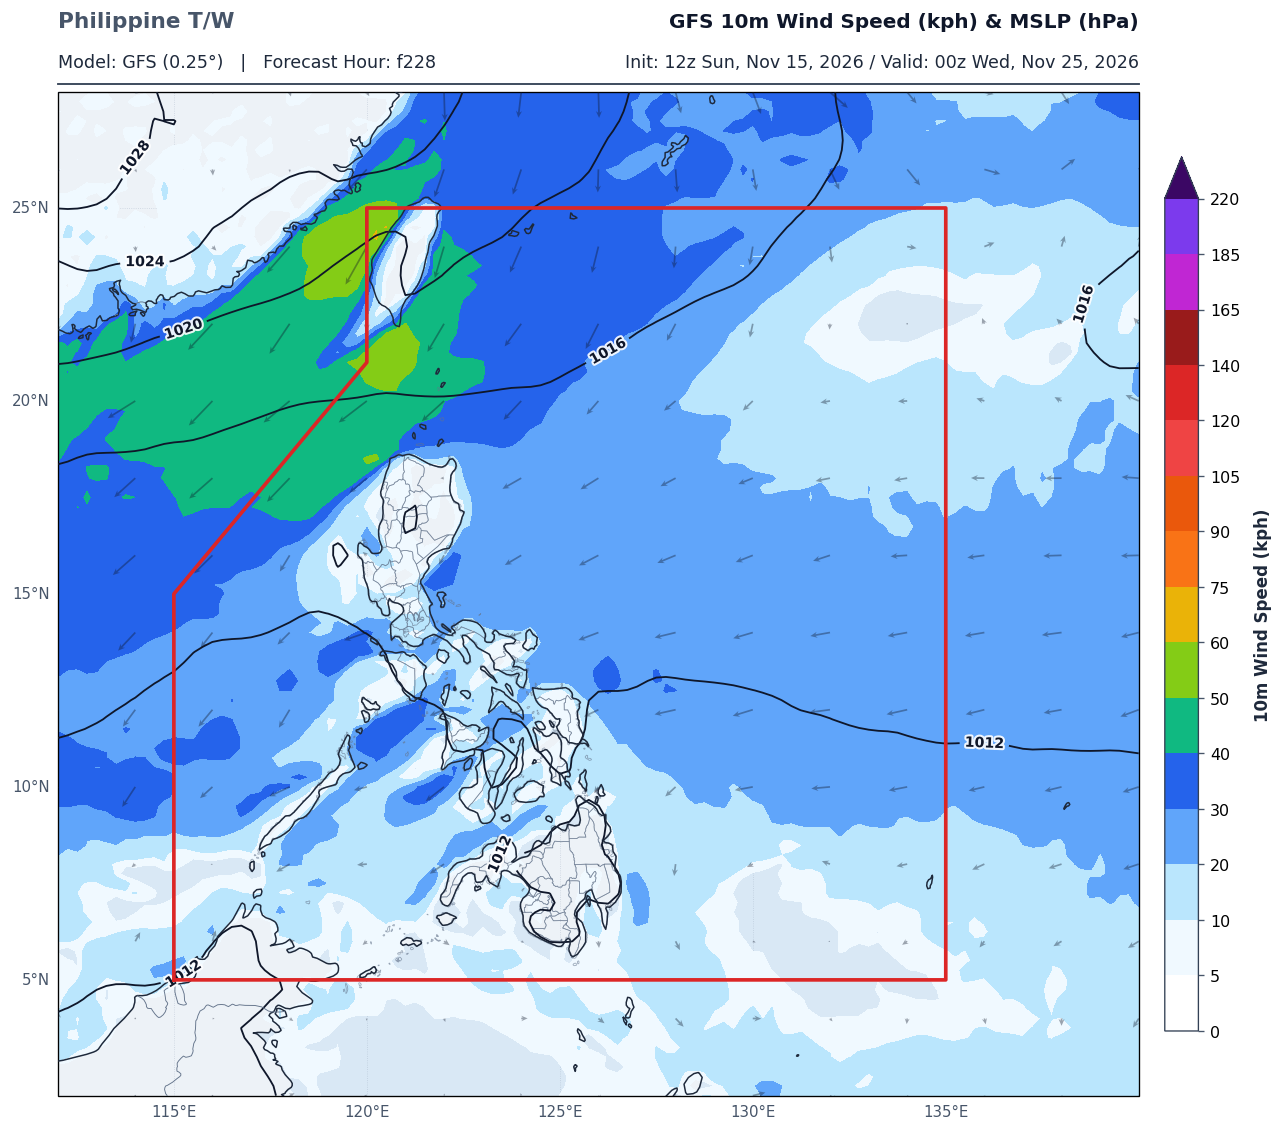 Philippine T/W
GFS 10m Wind Speed (kph) & MSLP (hPa)
Model: GFS (0.25°) | Forecast Hour: f228
Init: 12z Sun, Nov 15, 2026 / Valid: 00z Wed, Nov 25, 2026
1028
1024
1020
1016
1016
1012
1012
1012
25°N
20°N
15°N
10°N
5°N
115°E
120°E
125°E
130°E
135°E
220
185
165
140
120
105
90
75
60
50
40
30
20
10
5
0
10m Wind Speed (kph)